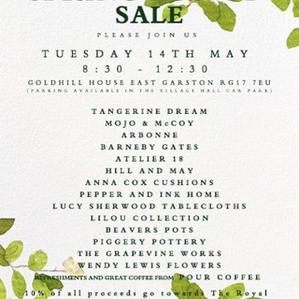 SALE
PLEASE JOIN US
TUESDAY 14TH MAY
8:30 - 12:30
GOLDHILL HOUSE EAST GARSTON RG17 7EU
(PARKING AVAILABLE IN THE VILLAGE HALL CAR PARK)
TANGERINE DREAM
MOJO & McCOY
ARBONNE
BARNEBY GATES
ATELIER 18
HILL AND MAY
ANNA COX CUSHIONS
PEPPER AND INK HOME
LUCY SHERWOOD TABLECLOTHS
LILOU COLLECTION
BEAVERS POTS
PIGGERY POTTERY
THE GRAPEVINE WORKS
WENDY LEWIS FLOWERS
REFRESHMENTS AND GREAT COFFEE FROM POUR COFFEE
10% of all proceeds go towards The Royal